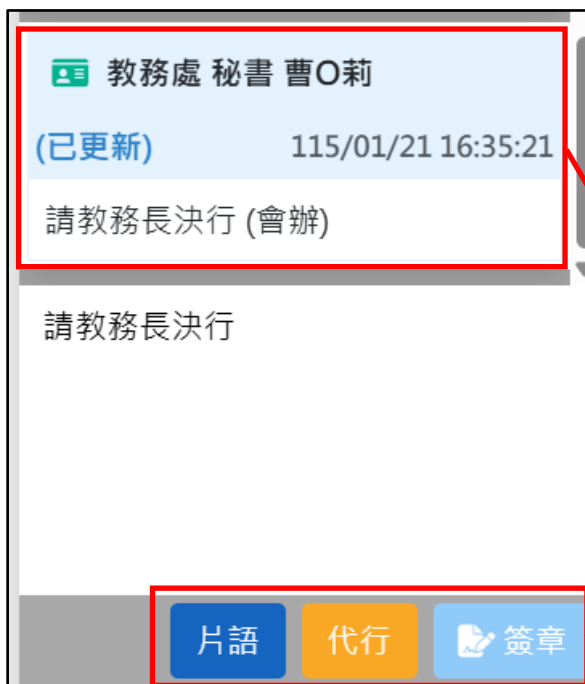 教務處 秘書 曹O莉
(已更新) 115/01/21 16:35:21
請教務長決行 (會辦)
請教務長決行
片語 代行 簽章